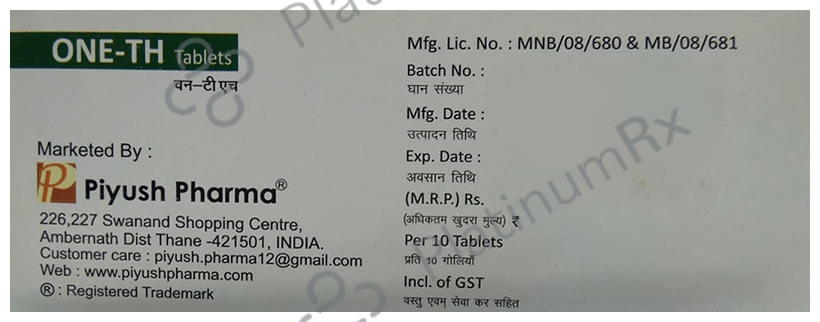 ONE-TH Tablets
वन-टीएच
Marketed By :
Piyush Pharma®
226,227 Swanand Shopping Centre,
Ambernath Dist Thane -421501, INDIA.
Customer care : piyush.pharma12@gmail.com
Web : www.piyushpharma.com
® : Registered Trademark
Mfg. Lic. No. : MNB/08/680 & MB/08/681
Batch No. :
घान संख्या
Mfg. Date :
उत्पादन तिथि
Exp. Date :
अवसान तिथि
(M.R.P.) Rs.
(अधिकतम खुदरा मुल्य) ₹
Per 10 Tablets
प्रति 10 गोलियाँ
Incl. of GST
वस्तु एवम् सेवा कर सहित
PlatinumRx